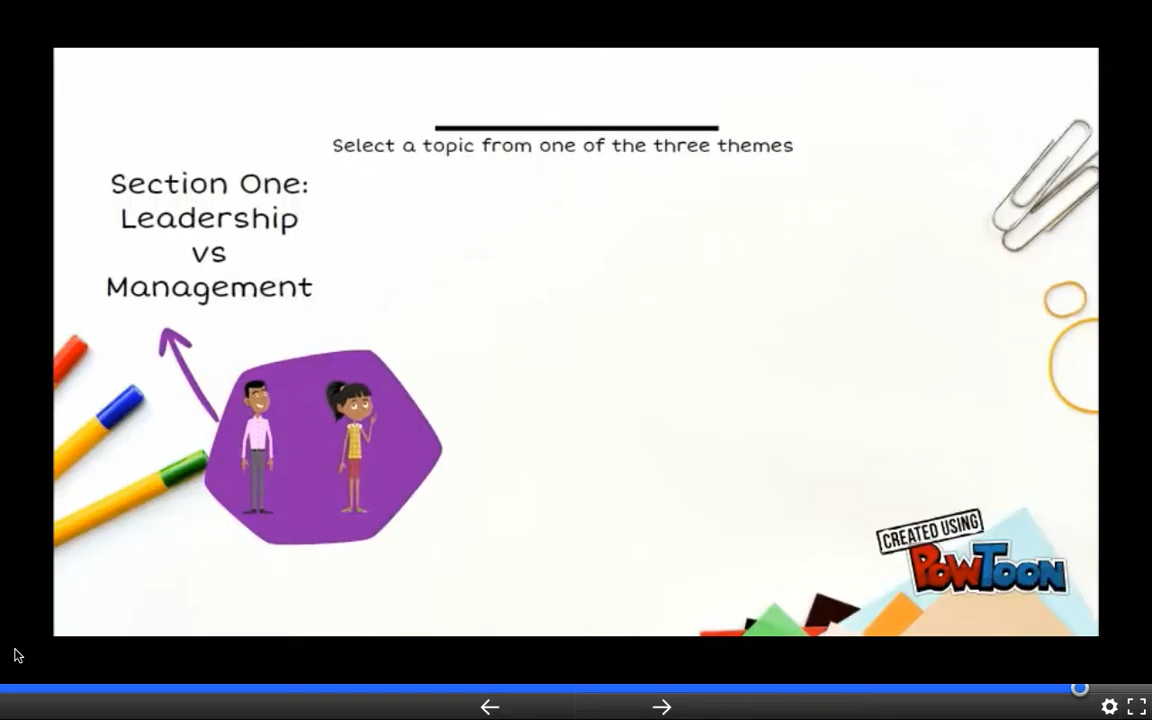 Select a topic from one of the three themes
Section One:
Leadership
vs
Management
CREATED USING
POWTOON